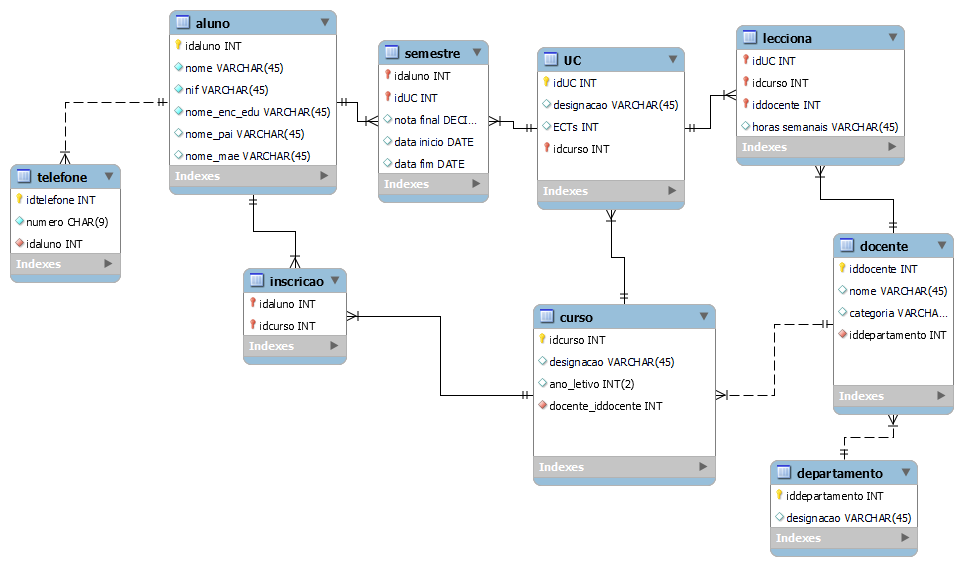 aluno
idaluno INT
nome VARCHAR(45)
nif VARCHAR(45)
nome_enc_edu VARCHAR(45)
nome_pai VARCHAR(45)
nome_mae VARCHAR(45)
Indexes
semestre
idaluno INT
idUC INT
nota final DECI...
data inicio DATE
data fim DATE
Indexes
UC
idUC INT
designacao VARCHAR(45)
ECTs INT
idcurso INT
Indexes
lecciona
idUC INT
idcurso INT
iddocente INT
horas semanais VARCHAR(45)
Indexes
telefone
idtelefone INT
numero CHAR(9)
idaluno INT
Indexes
inscricao
idaluno INT
idcurso INT
Indexes
curso
idcurso INT
designacao VARCHAR(45)
ano_letivo INT(2)
docente_iddocente INT
Indexes
docente
iddocente INT
nome VARCHAR(45)
categoria VARCHA...
iddepartamento INT
Indexes
departamento
iddepartamento INT
designacao VARCHAR(45)
Indexes